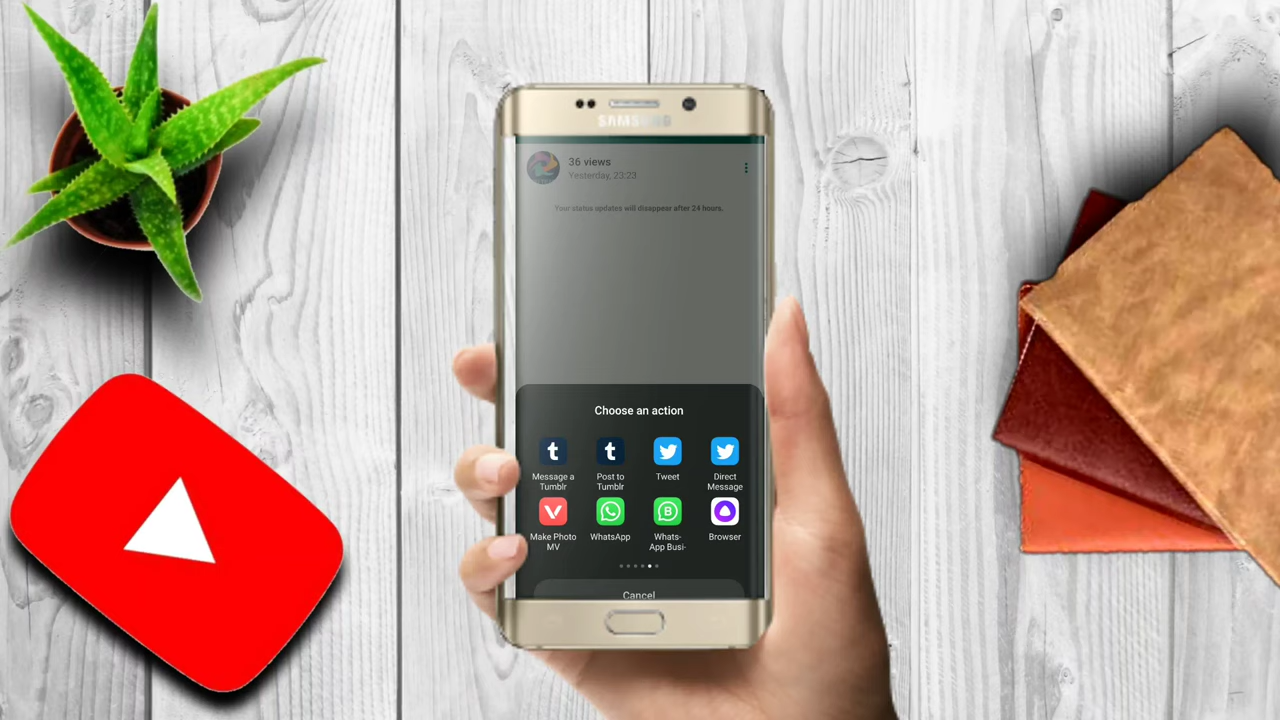 SAMSUNG
36 views
Yesterday, 23:23
Your status updates will disappear after 24 hours.
Choose an action
Message a
Tumblr
Post to
Tumblr
Tweet
Direct
Message
Make Photo
MV
WhatsApp
Whats-
App Busi-
Browser
Cancel